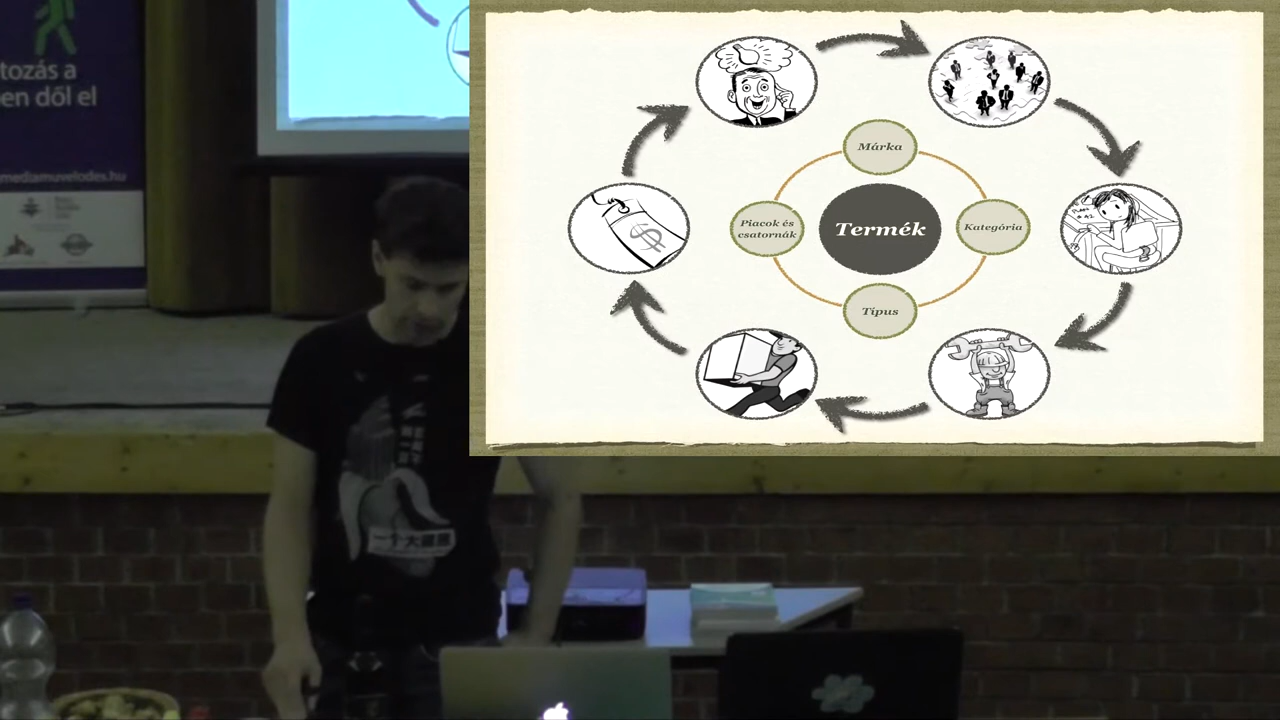 tozás a
en dől el
mediamuvelodes.hu
Márka
Piacok és
csatornák
Termék
Kategória
Típus